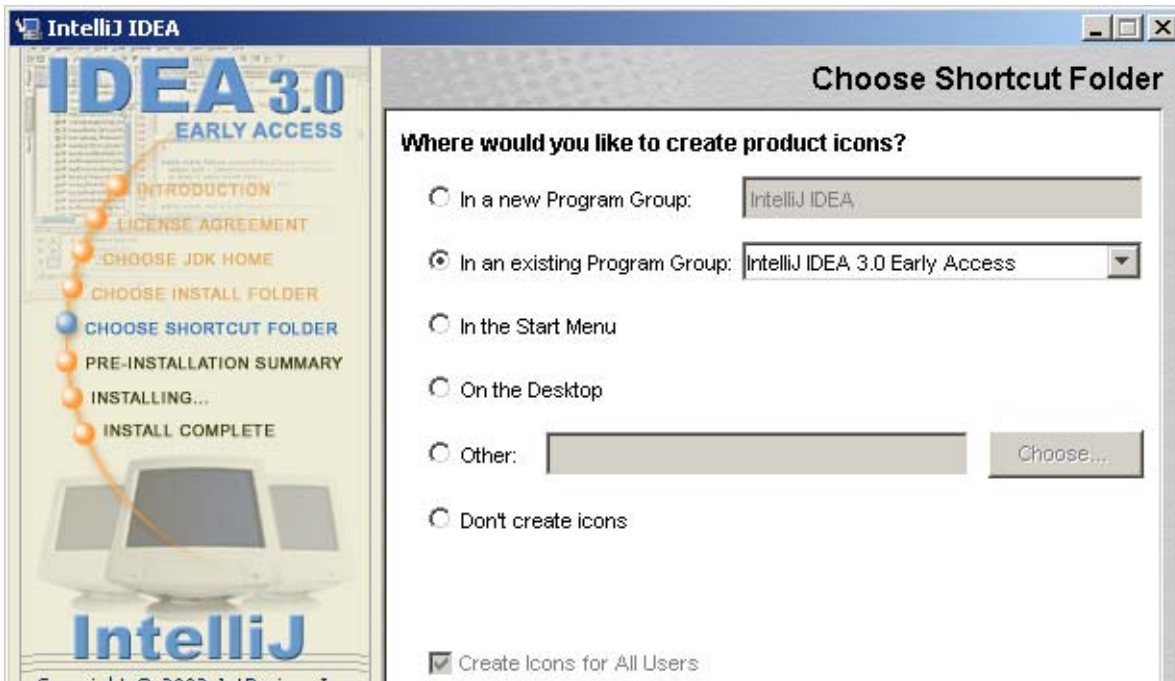 IntelliJ IDEA
IDEA 3.0
EARLY ACCESS
INTRODUCTION
LICENSE AGREEMENT
CHOOSE JDK HOME
CHOOSE INSTALL FOLDER
CHOOSE SHORTCUT FOLDER
PRE-INSTALLATION SUMMARY
INSTALLING...
INSTALL COMPLETE
IntelliJ
Choose Shortcut Folder
Where would you like to create product icons?
In a new Program Group: IntelliJ IDEA
In an existing Program Group: IntelliJ IDEA 3.0 Early Access
In the Start Menu
On the Desktop
Other: Choose...
Don't create icons
Create Icons for All Users